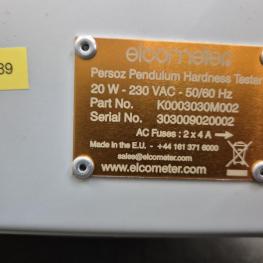 39
elcometer
Persoz Pendulum Hardness Tester
20 W - 230 VAC - 50/60 Hz
Part No. K0003030M002
Serial No. 303009020002
AC Fuses : 2 x 4 A
Made in the E.U. - +44 161 371 6000
sales@elcometer.com
www.elcometer.com